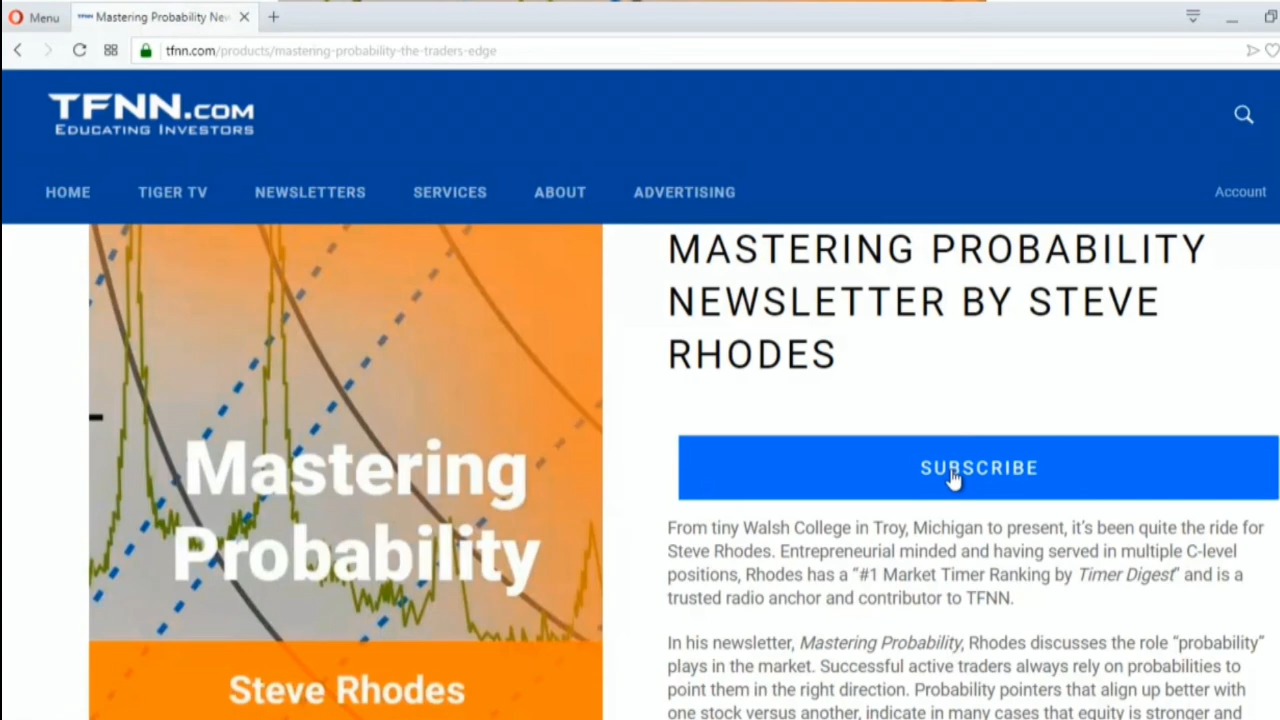 Menu
Mastering Probability New
tfnn.com/products/mastering-probability-the-traders-edge
TFNN.COM
EDUCATING INVESTORS
HOME TIGER TV NEWSLETTERS SERVICES ABOUT ADVERTISING Account
MASTERING PROBABILITY
NEWSLETTER BY STEVE
RHODES
SUBSCRIBE
Mastering
Probability
Steve Rhodes
From tiny Walsh College in Troy, Michigan to present, it's been quite the ride for
Steve Rhodes. Entrepreneurial minded and having served in multiple C-level
positions, Rhodes has a “#1 Market Timer Ranking by Timer Digest” and is a
trusted radio anchor and contributor to TFNN.
In his newsletter, Mastering Probability, Rhodes discusses the role “probability”
plays in the market. Successful active traders always rely on probabilities to
point them in the right direction. Probability pointers that align up better with
one stock versus another, indicate in many cases that equity is stronger and